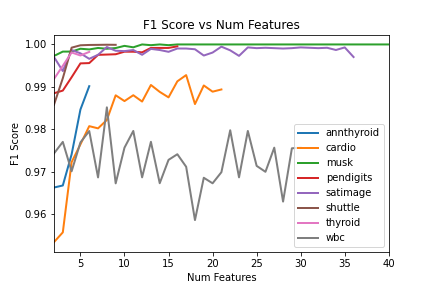 F1 Score vs Num Features
1.00
0.99
0.98
0.97
0.96
F1 Score
annthyroid
cardio
musk
pendigits
satimage
shuttle
thyroid
wbc
5 10 15 20 25 30 35 40
Num Features